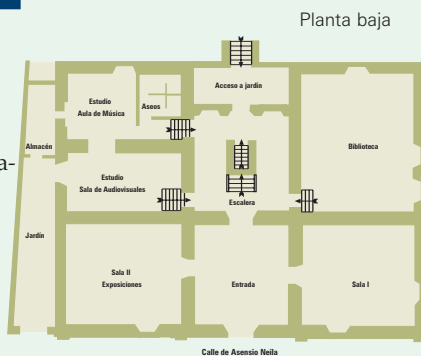 Planta baja
Acceso a jardín
Estudio
Aula de Música
Aseos
Almacén
a-
Biblioteca
Estudio
Sala de Audiovisuales
Escalera
Jardín
Sala II
Exposiciones
Entrada
Sala I
Calle de Asensio Neila